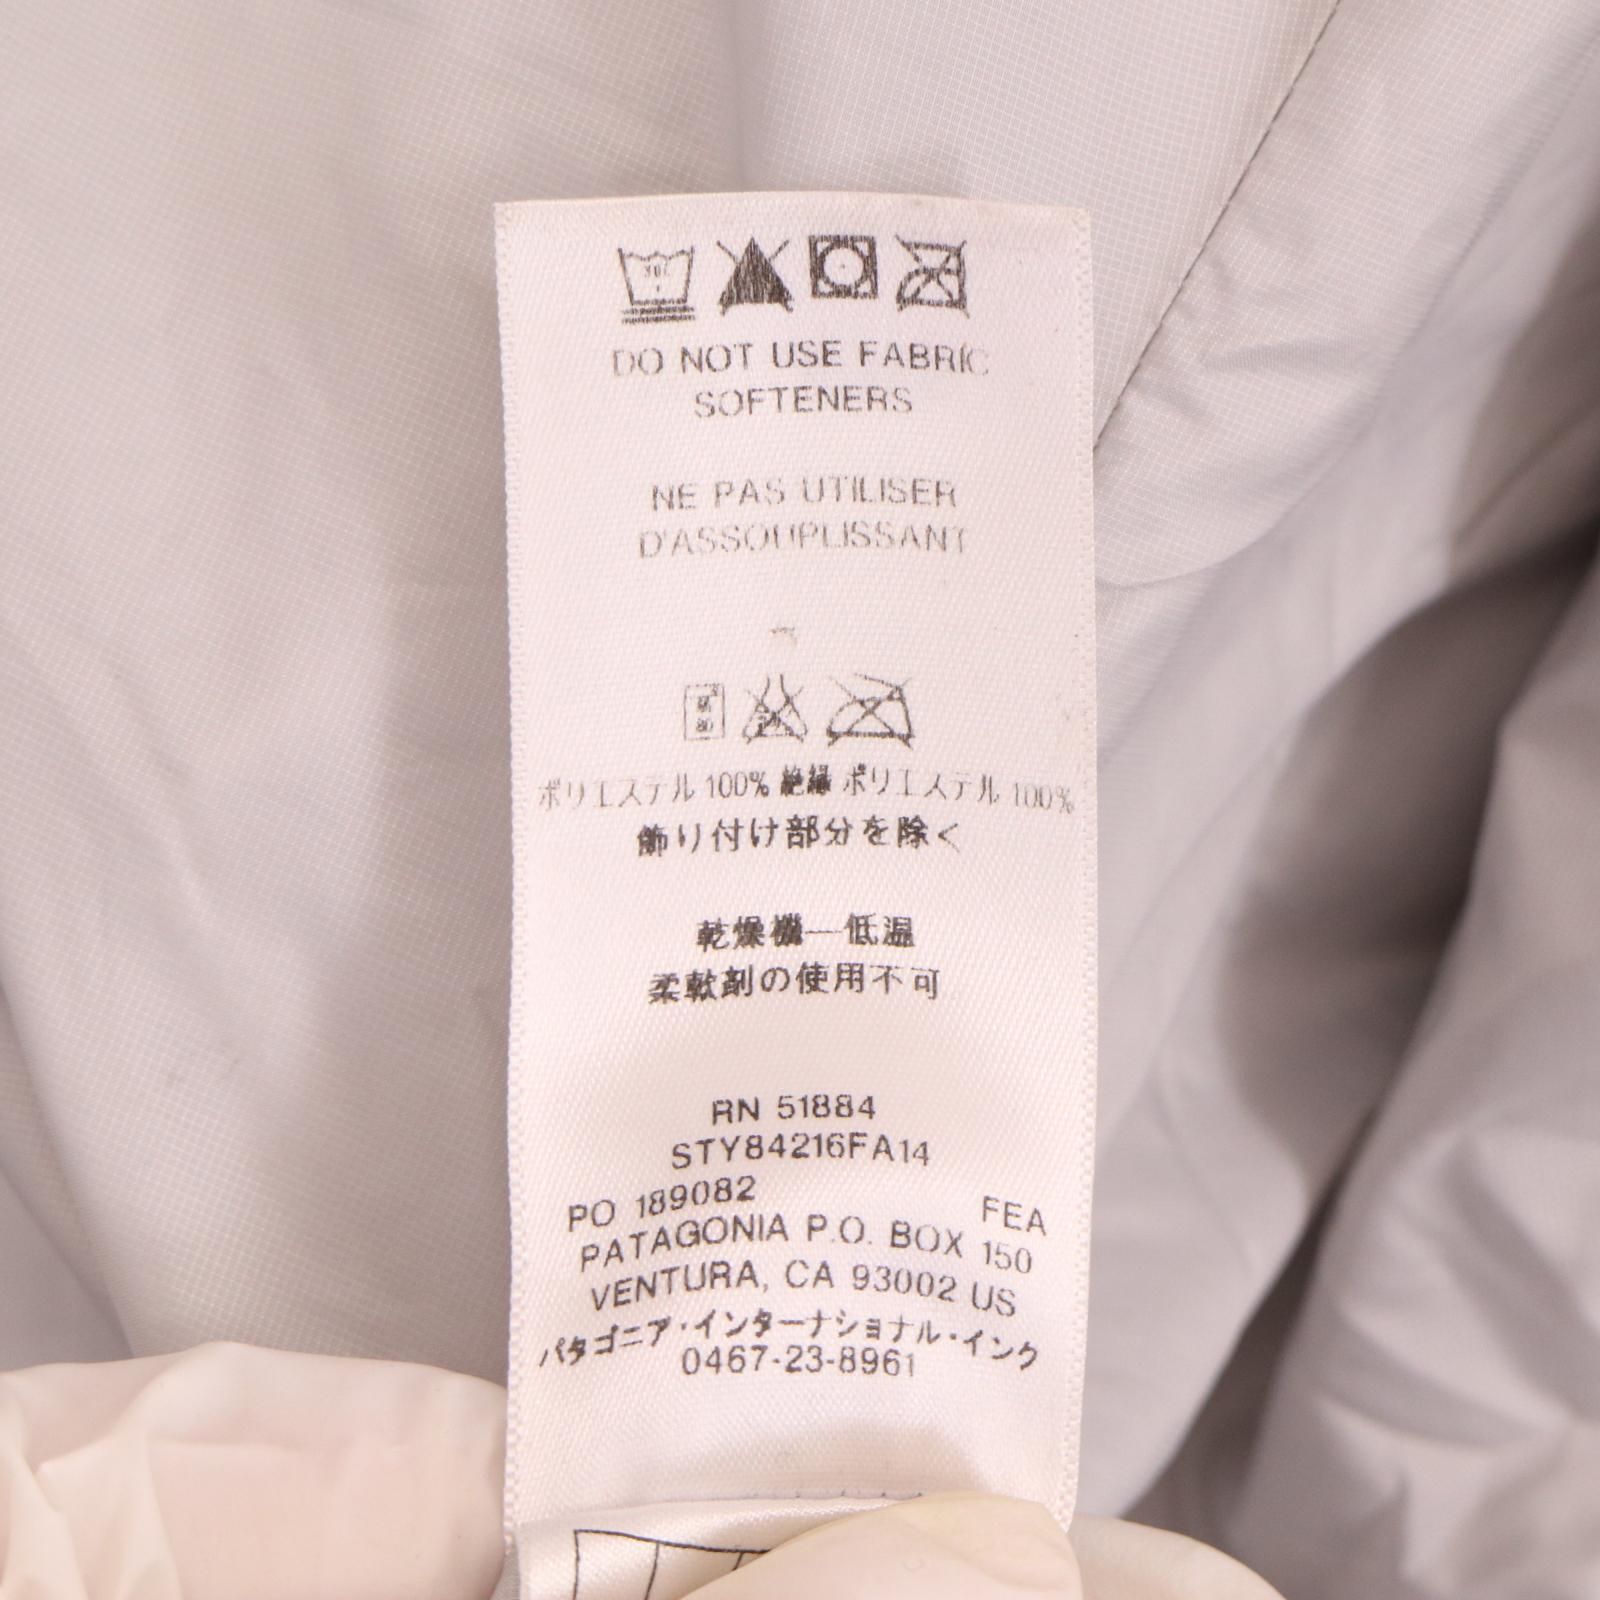 30c
DO NOT USE FABRIC
SOFTENERS
NE PAS UTILISER
D'ASSOUPLISSANT
ポリエステル 100% 絶縁 ポリエステル 100%
飾り付け部分を除く
乾燥機—低温
柔軟剤の使用不可
RN 51884
STY84216FA14
PO 189082 FEA
PATAGONIA P.O. BOX 150
VENTURA, CA 93002 US
パタゴニア・インターナショナル・インク
0467-23-8961